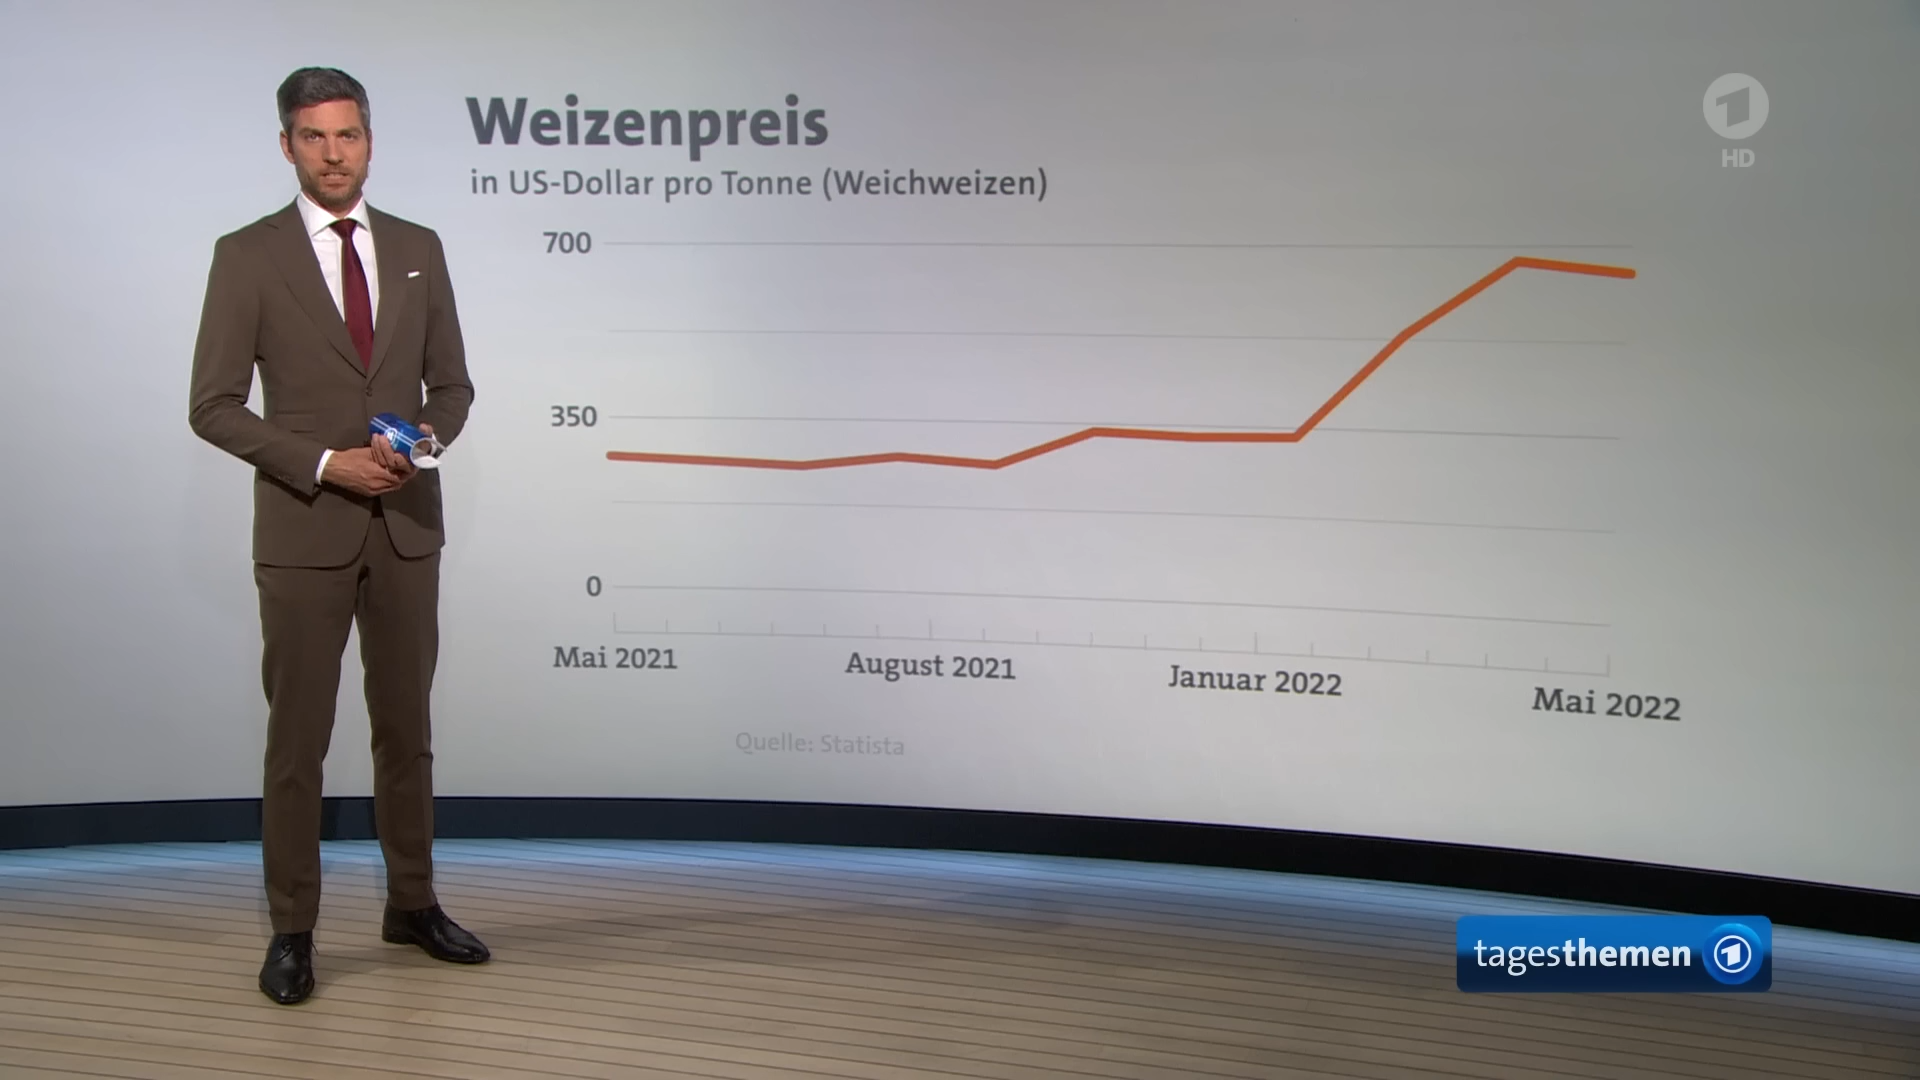 Weizenpreis
in US-Dollar pro Tonne (Weichweizen)
HD
700
350
0
Mai 2021
August 2021
Januar 2022
Mai 2022
Quelle: Statista
tagesthemen 1